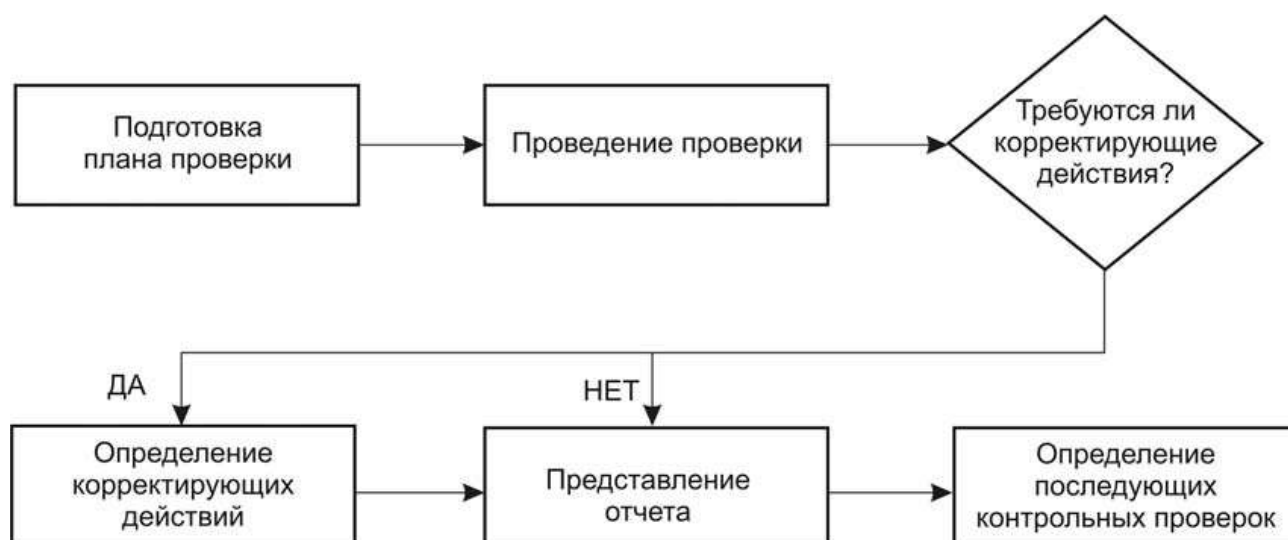 Подготовка
плана проверки
Проведение проверки
Требуются ли
корректирующие
действия?
ДА
НЕТ
Определение
корректирующих
действий
Представление
отчета
Определение
последующих
контрольных проверок